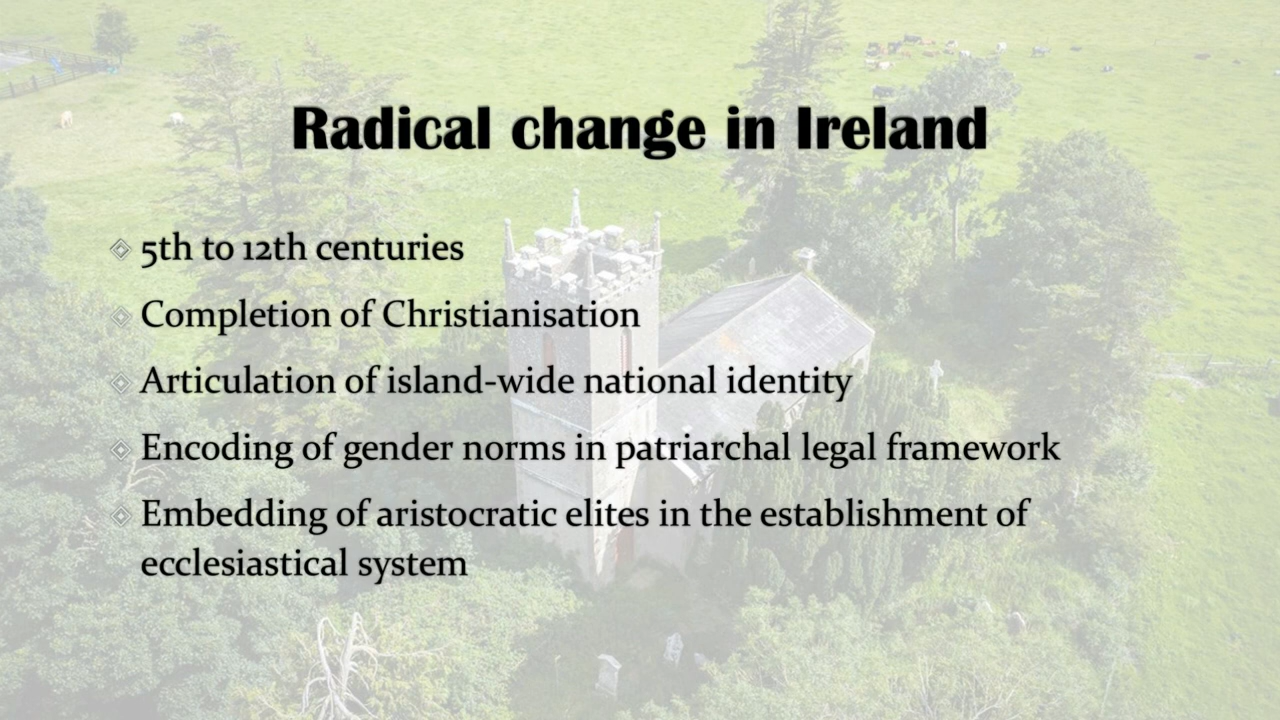 Radical change in Ireland
5th to 12th centuries
Completion of Christianisation
Articulation of island-wide national identity
Encoding of gender norms in patriarchal legal framework
Embedding of aristocratic elites in the establishment of
ecclesiastical system